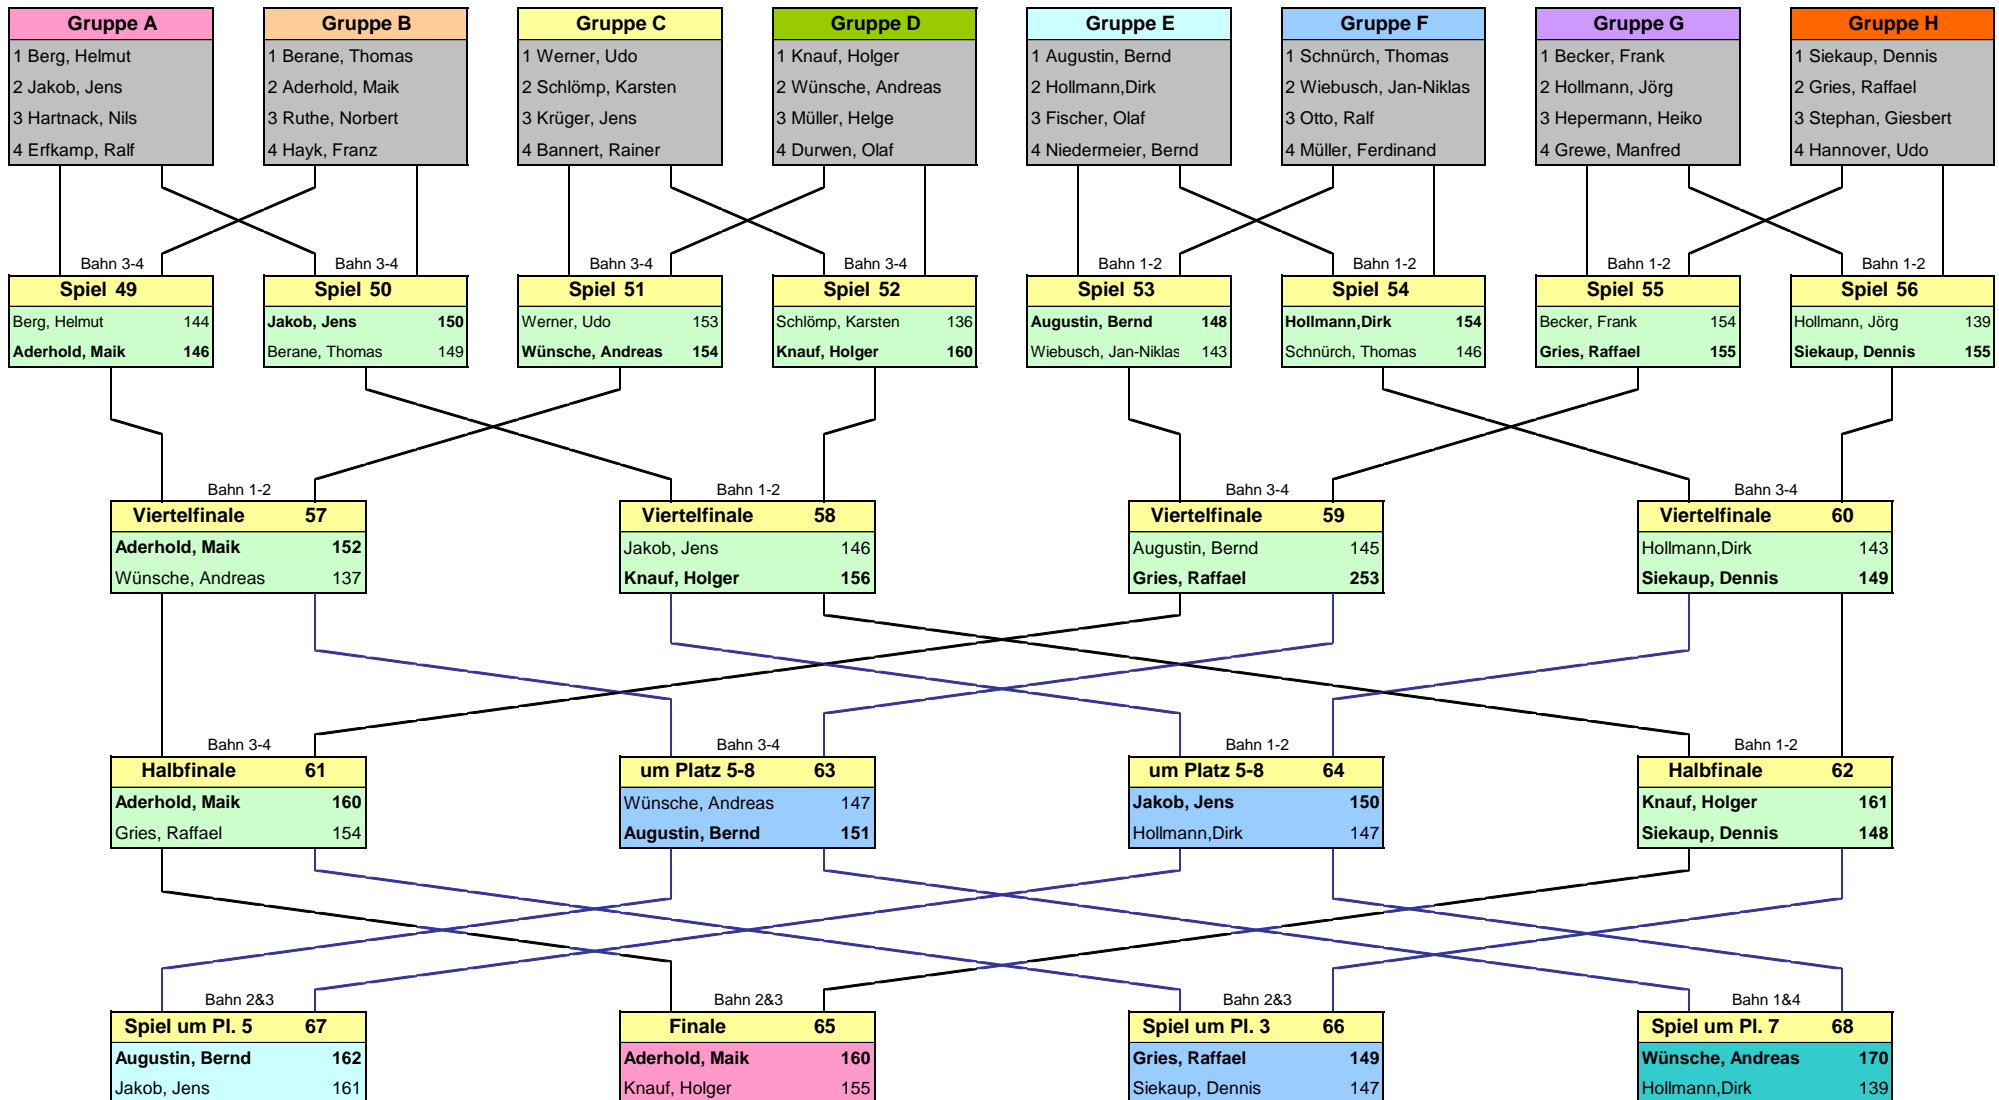 Gruppe A Gruppe B Gruppe C Gruppe D Gruppe E Gruppe F Gruppe G Gruppe H
1 Berg, Helmut 1 Berane, Thomas 1 Werner, Udo 1 Knauf, Holger 1 Augustin, Bernd 1 Schnürch, Thomas 1 Becker, Frank 1 Siekaup, Dennis
2 Jakob, Jens 2 Aderhold, Maik 2 Schlömp, Karsten 2 Wünsche, Andreas 2 Hollmann,Dirk 2 Wiebusch, Jan-Niklas 2 Hollmann, Jörg 2 Gries, Raffael
3 Hartnack, Nils 3 Ruthe, Norbert 3 Krüger, Jens 3 Müller, Helge 3 Fischer, Olaf 3 Otto, Ralf 3 Hepermann, Heiko 3 Stephan, Giesbert
4 Erfkamp, Ralf 4 Hayk, Franz 4 Bannert, Rainer 4 Durwen, Olaf 4 Niedermeier, Bernd 4 Müller, Ferdinand 4 Grewe, Manfred 4 Hannover, Udo
Bahn 3-4 Bahn 3-4 Bahn 3-4 Bahn 3-4 Bahn 1-2 Bahn 1-2 Bahn 1-2 Bahn 1-2
Spiel 49 Spiel 50 Spiel 51 Spiel 52 Spiel 53 Spiel 54 Spiel 55 Spiel 56
Berg, Helmut 144 Jakob, Jens 150 Werner, Udo 153 Schlömp, Karsten 136 Augustin, Bernd 148 Hollmann,Dirk 154 Becker, Frank 154 Hollmann, Jörg 139
Aderhold, Maik 146 Berane, Thomas 149 Wünsche, Andreas 154 Knauf, Holger 160 Wiebusch, Jan-Niklas 143 Schnürch, Thomas 146 Gries, Raffael 155 Siekaup, Dennis 155
Bahn 1-2 Bahn 1-2 Bahn 3-4 Bahn 3-4
Viertelfinale 57 Viertelfinale 58 Viertelfinale 59 Viertelfinale 60
Aderhold, Maik 152 Jakob, Jens 146 Augustin, Bernd 145 Hollmann,Dirk 143
Wünsche, Andreas 137 Knauf, Holger 156 Gries, Raffael 253 Siekaup, Dennis 149
Bahn 3-4 Bahn 3-4 Bahn 1-2 Bahn 1-2
Halbfinale 61 um Platz 5-8 63 um Platz 5-8 64 Halbfinale 62
Aderhold, Maik 160 Wünsche, Andreas 147 Jakob, Jens 150 Knauf, Holger 161
Gries, Raffael 154 Augustin, Bernd 151 Hollmann,Dirk 147 Siekaup, Dennis 148
Bahn 2&3 Bahn 2&3 Bahn 2&3 Bahn 1&4
Spiel um Pl. 5 67 Finale 65 Spiel um Pl. 3 66 Spiel um Pl. 7 68
Augustin, Bernd 162 Aderhold, Maik 160 Gries, Raffael 149 Wünsche, Andreas 170
Jakob, Jens 161 Knauf, Holger 155 Siekaup, Dennis 147 Hollmann,Dirk 139